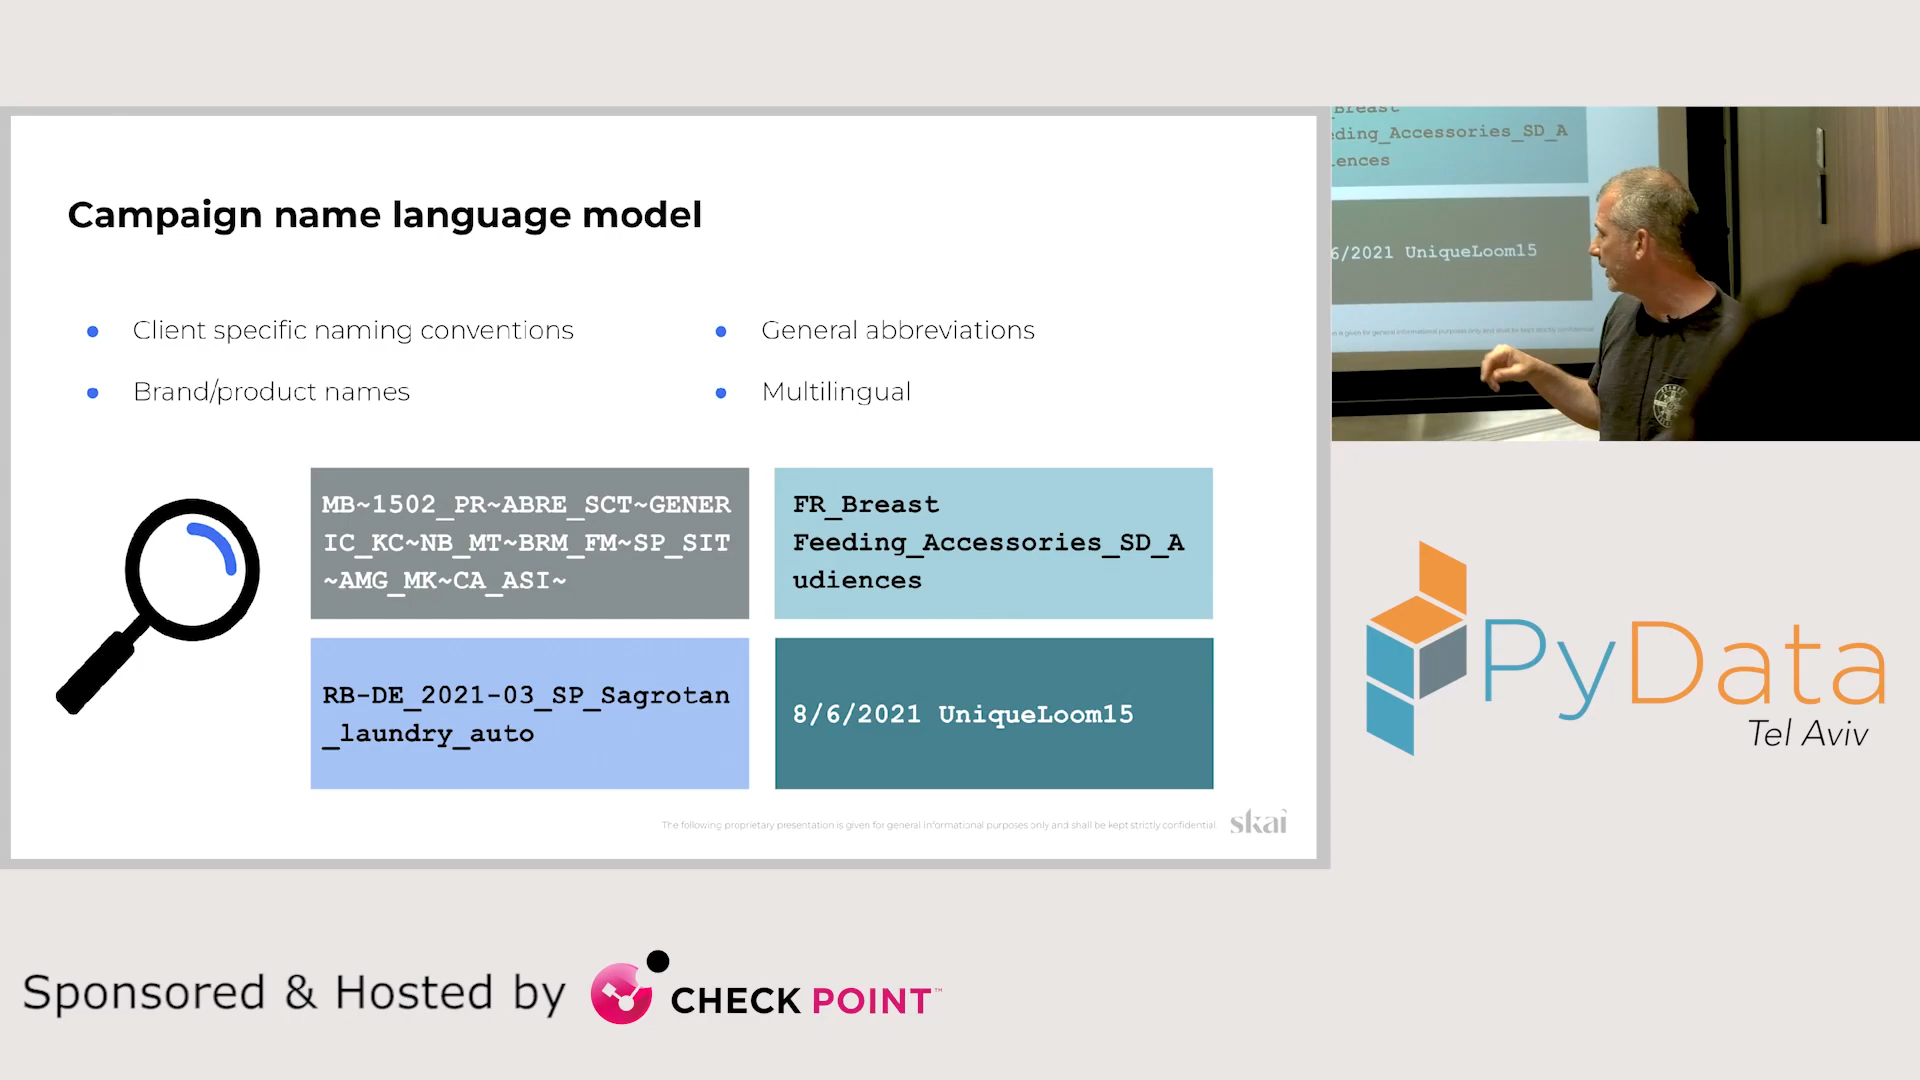 Campaign name language model
Client specific naming conventions
Brand/product names
General abbreviations
Multilingual
MB~1502_PR~ABRE_SCT~GENER
IC_KC~NB_MT~BRM_FM~SP_SIT
~AMG_MK~CA_ASI~
FR_Breast
Feeding_Accessories_SD_A
udiences
RB-DE_2021-03_SP_Sagrotan
_laundry_auto
8/6/2021 UniqueLoom15
The following proprietary presentation is given for general informational purposes only and shall be kept strictly confidential.
skai
Breast
eding_Accessories_SD_A
iences
6/2021 UniqueLoom15
PyData
Tel Aviv
Sponsored & Hosted by
CHECK POINT™